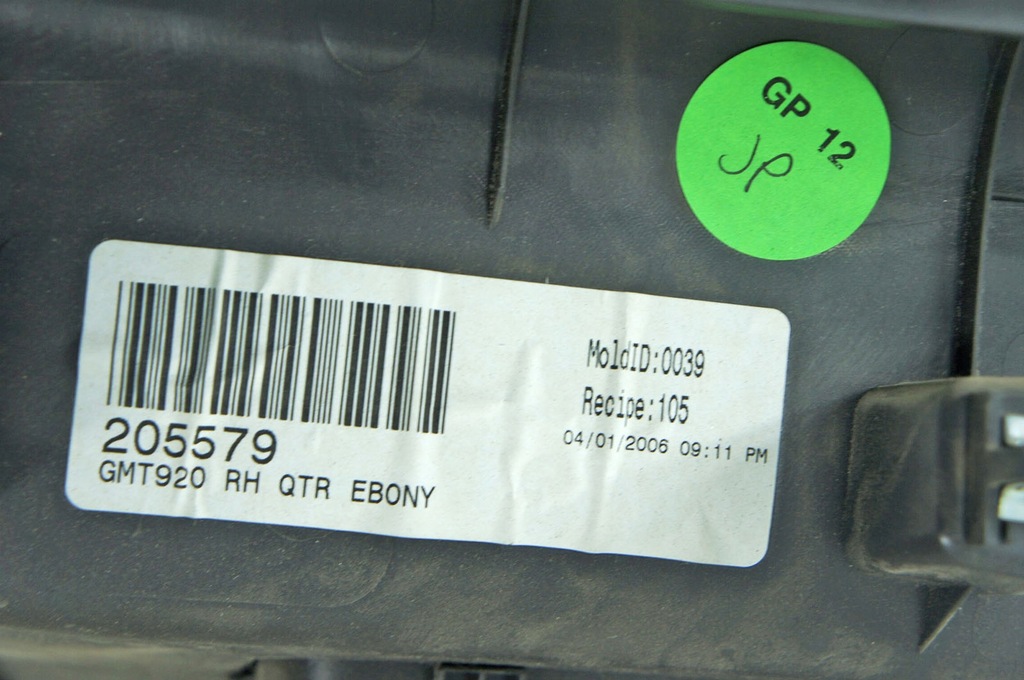 GP 12
JP
205579
GMT920 RH QTR EBONY
MoldID:0039
Recipe:105
04/01/2006 09:11 PM